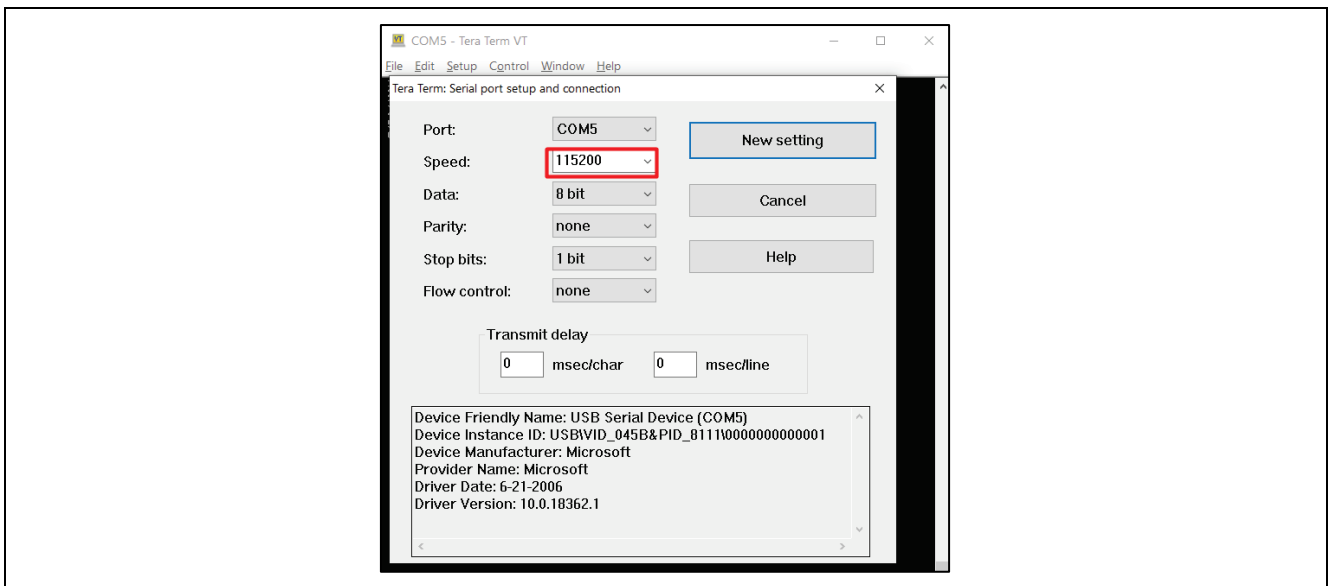 COM5 - Tera Term VT
File Edit Setup Control Window Help
Tera Term: Serial port setup and connection
Port: COM5
New setting
Speed: 115200
Data: 8 bit
Cancel
Parity: none
Stop bits: 1 bit
Help
Flow control: none
Transmit delay
0 msec/char 0 msec/line
Device Friendly Name: USB Serial Device (COM5)
Device Instance ID: USB\VID_045B&PID_8111\0000000000001
Device Manufacturer: Microsoft
Provider Name: Microsoft
Driver Date: 6-21-2006
Driver Version: 10.0.18362.1